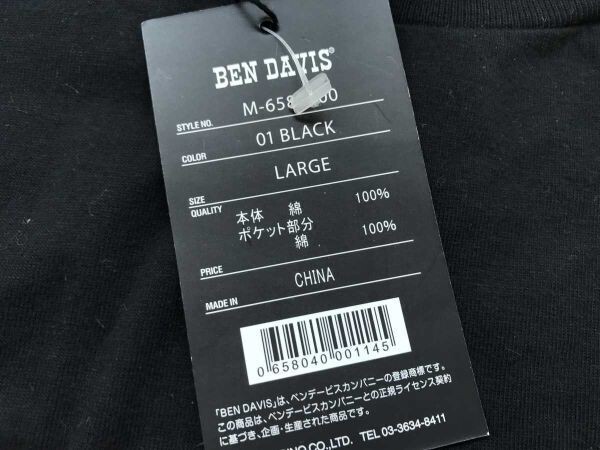 BEN DAVIS®
STYLE NO.
COLOR 01 BLACK
SIZE LARGE
QUALITY 本体 綿 100%
ポケット部分
綿 100%
PRICE
MADE IN CHINA
0 658040 001145
「BEN DAVIS」は、ベンデービスカンパニーの登録商標です。
この商品は、ベンデービスカンパニーとの正規ライセンス契約
に基づき、企画・生産された商品です。
CO.,LTD. TEL 03-3634-8411